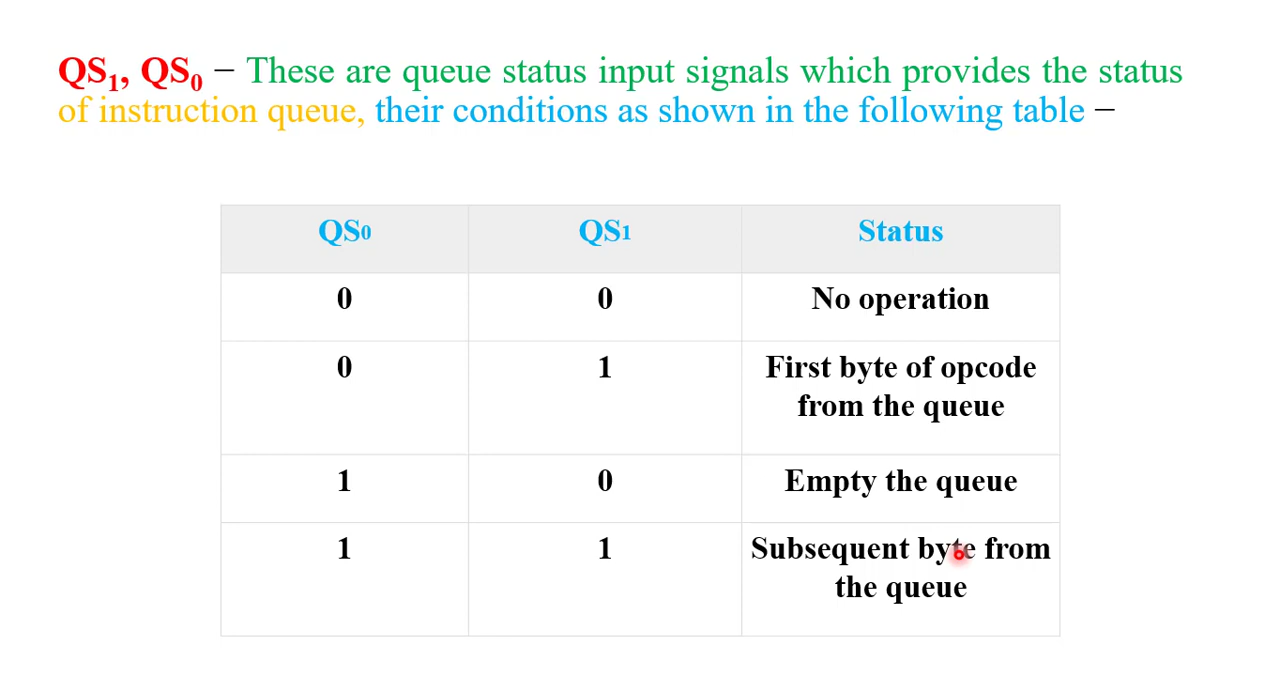 QS1, QS0 – These are queue status input signals which provides the status
of instruction queue, their conditions as shown in the following table –
QS0 QS1 Status
0 0 No operation
0 1 First byte of opcode
from the queue
1 0 Empty the queue
1 1 Subsequent byte from
the queue